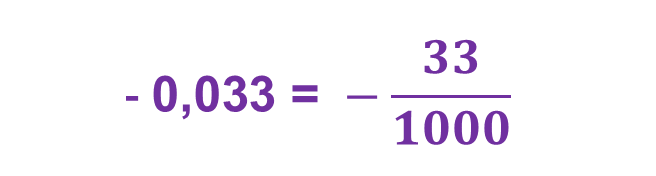 - 0,033 = − 33/1000